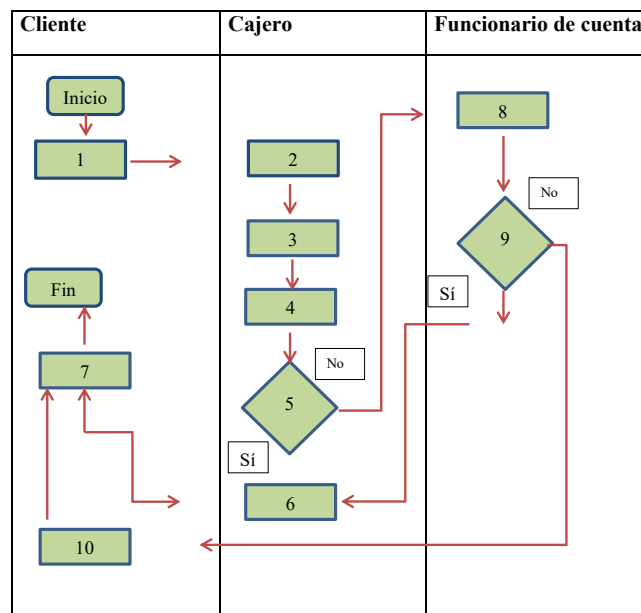 Cliente
Cajero
Funcionario de cuenta
Inicio
1
2
3
4
No
5
Sí
6
8
No
9
Sí
Fin
7
10